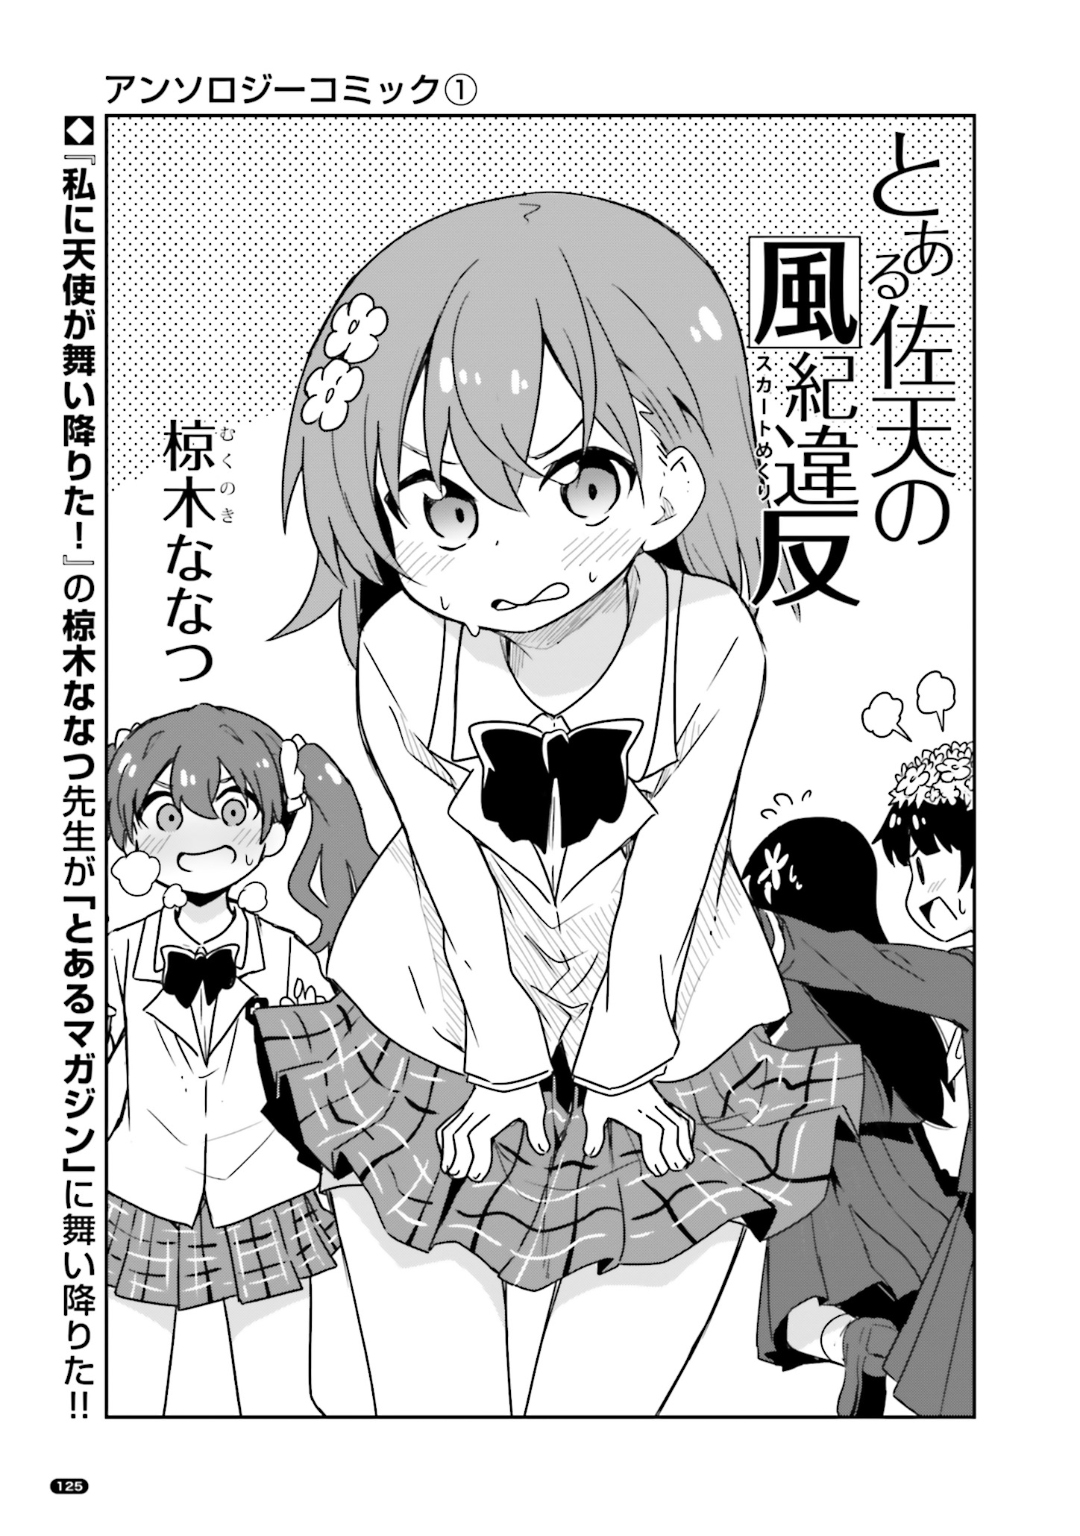 アンソロジーコミック①
とある佐天の
風紀違反
スカートめくり
椋木ななつ
むくのき
◆『私に天使が舞い降りた！』の椋木ななつ先生が「とあるマガジン」に舞い降りた!!
125